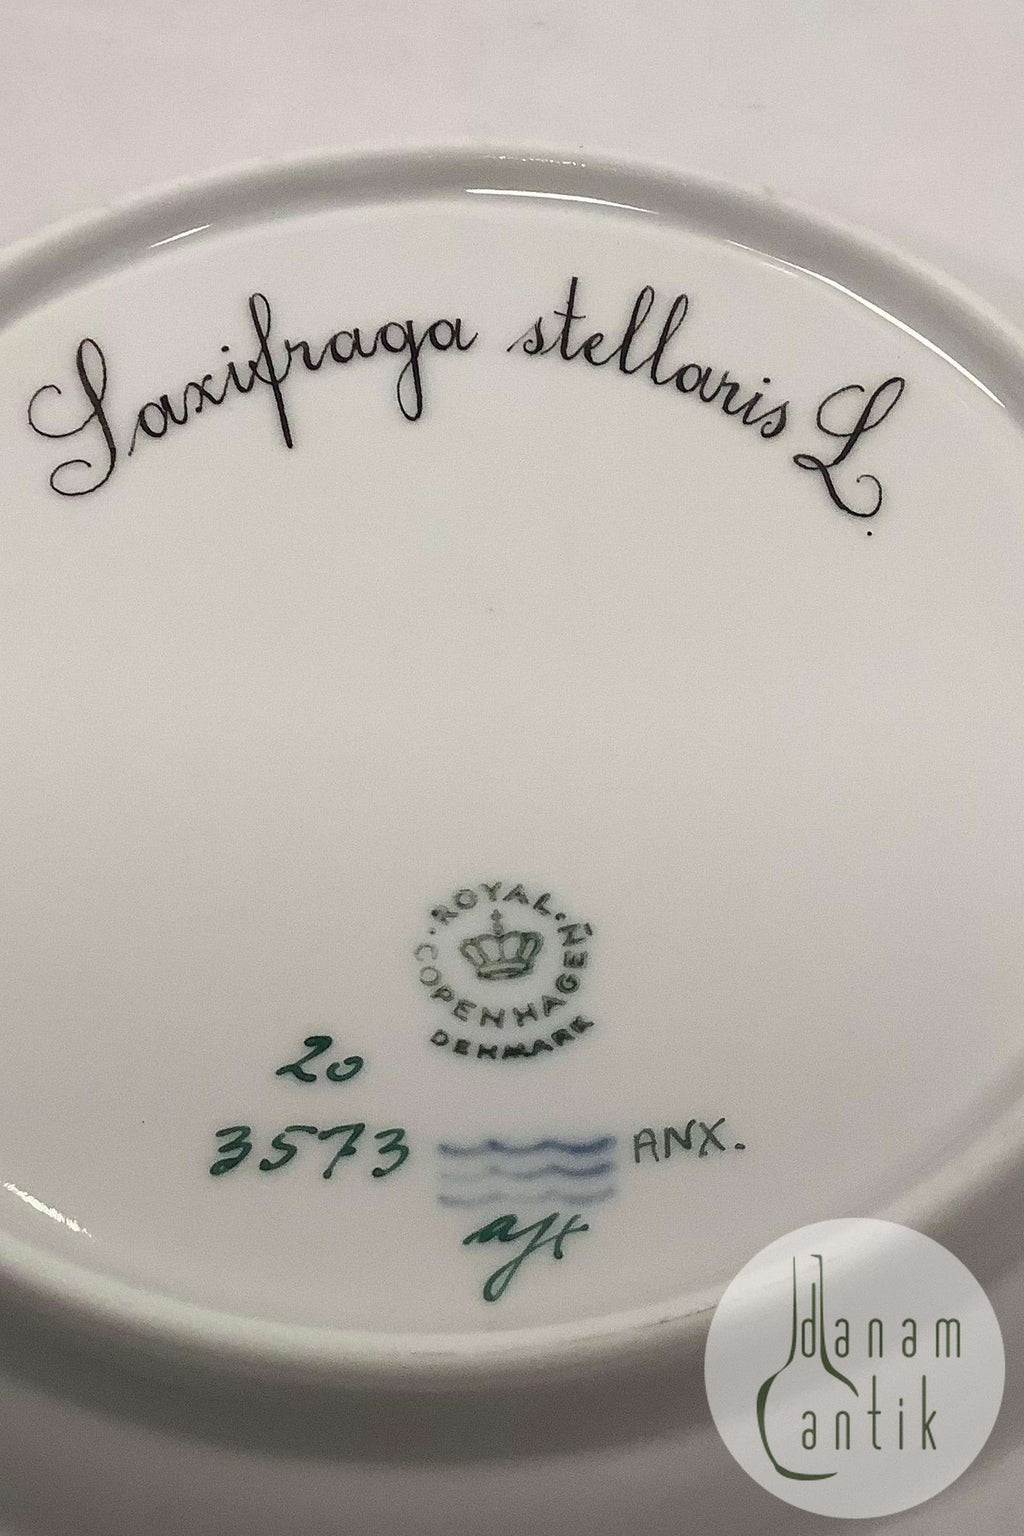 Saxifraga stellaris L.
ROYAL · COPENHAGEN
DENMARK
20
3573
ANX.
danam
antik